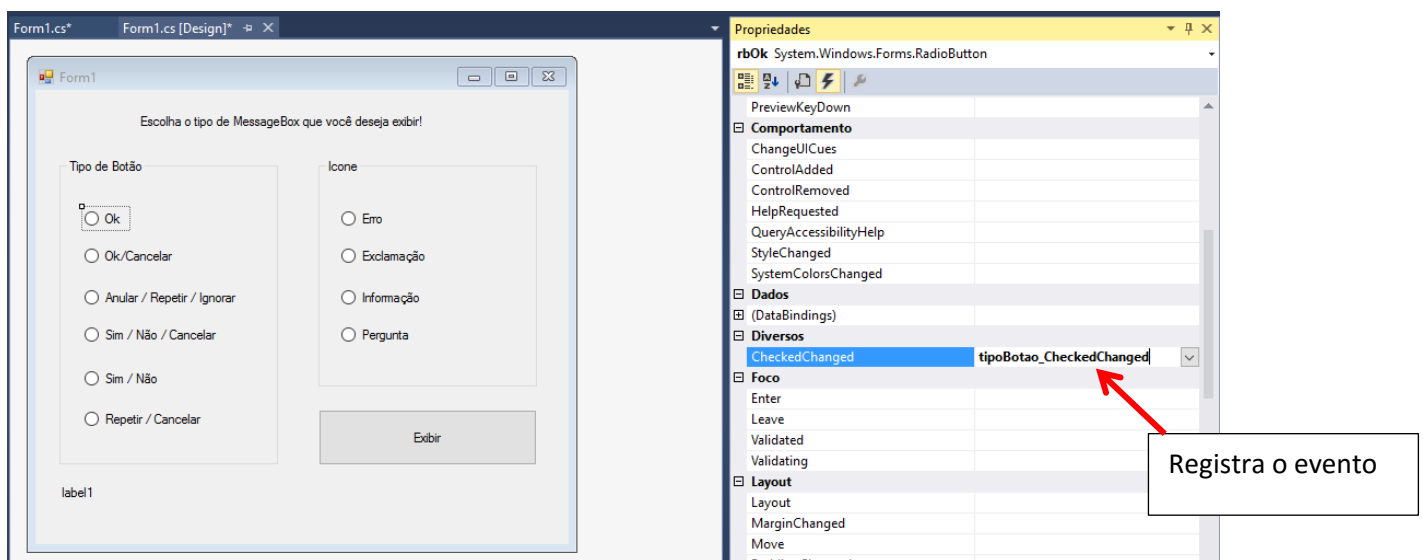 Form1.cs*
Form1.cs [Design]*
Form1
Escolha o tipo de MessageBox que você deseja exibir!
Tipo de Botão
Ok
Ok/Cancelar
Anular / Repetir / Ignorar
Sim / Não / Cancelar
Sim / Não
Repetir / Cancelar
label1
Icone
Erro
Exclamação
Informação
Pergunta
Exibir
Propriedades
rbOk System.Windows.Forms.RadioButton
PreviewKeyDown
Comportamento
ChangeUICues
ControlAdded
ControlRemoved
HelpRequested
QueryAccessibilityHelp
StyleChanged
SystemColorsChanged
Dados
(DataBindings)
Diversos
CheckedChanged tipoBotao_CheckedChanged
Foco
Enter
Leave
Validated
Validating
Layout
Layout
MarginChanged
Move
Registra o evento